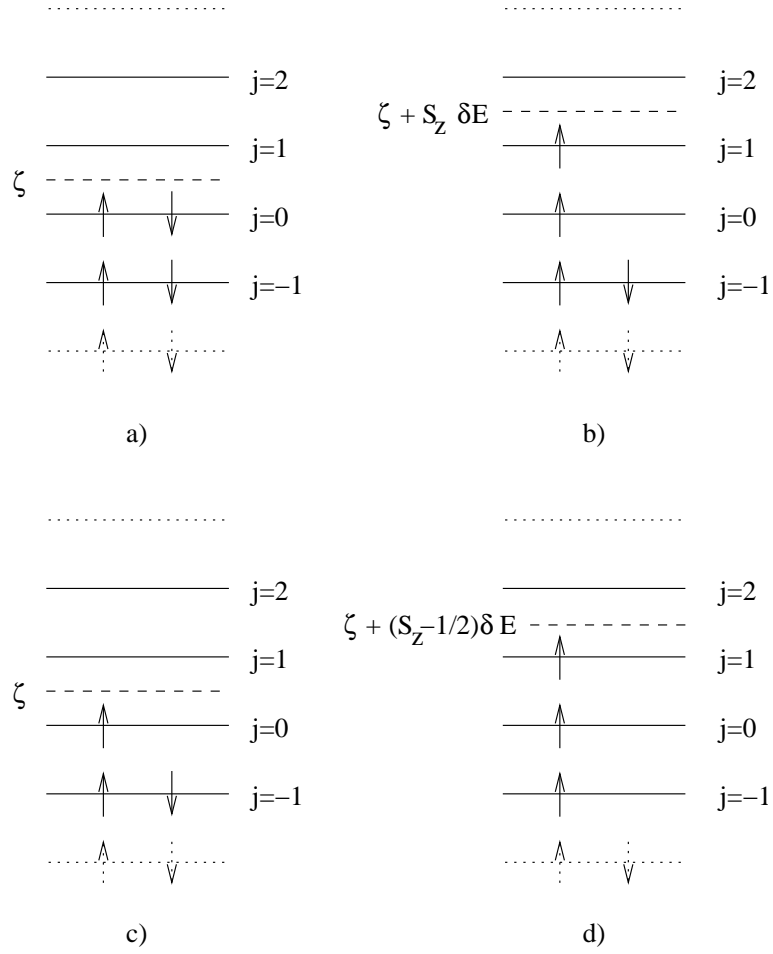 j=2
j=1
ζ
j=0
j=−1
a)
j=2
ζ + S_z δE
j=1
j=0
j=−1
b)
j=2
j=1
ζ
j=0
j=−1
c)
j=2
ζ + (S_z−1/2)δ E
j=1
j=0
j=−1
d)